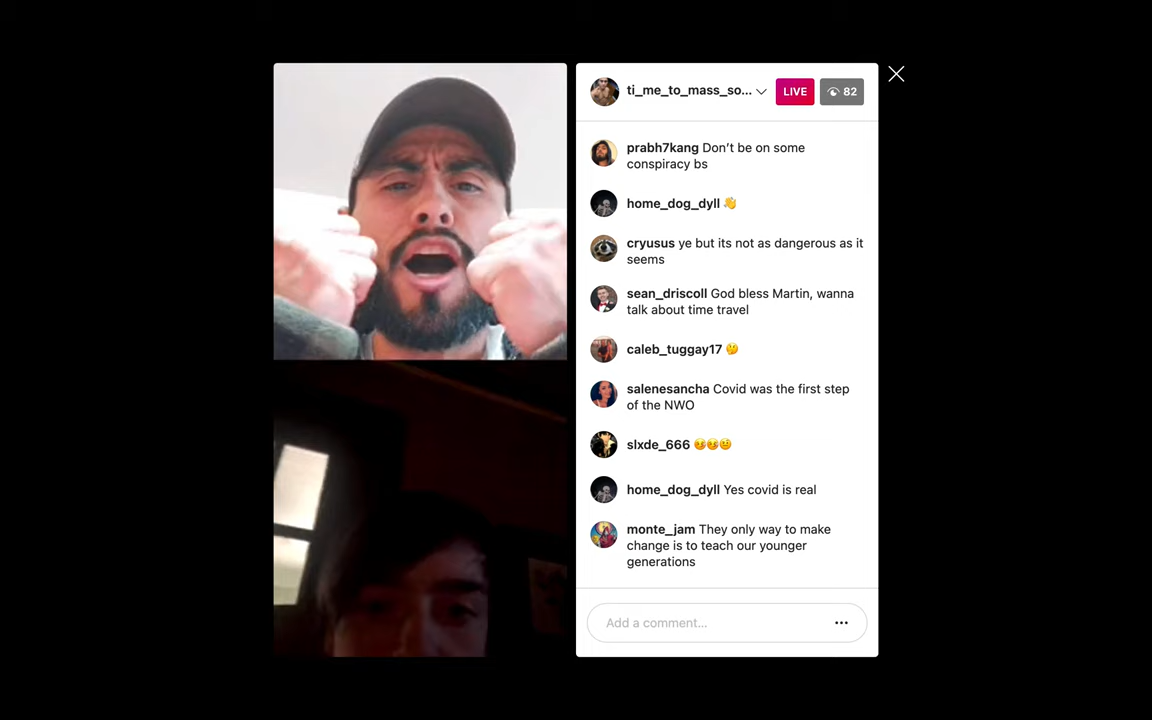 ti_me_to_mass_so...
LIVE
82
prabh7kang Don't be on some
conspiracy bs
home_dog_dyll 👋
cryusus ye but its not as dangerous as it
seems
sean_driscoll God bless Martin, wanna
talk about time travel
caleb_tuggay17 🤔
salenesancha Covid was the first step
of the NWO
slxde_666 🥵🥵🙂
home_dog_dyll Yes covid is real
monte_jam They only way to make
change is to teach our younger
generations
Add a comment...